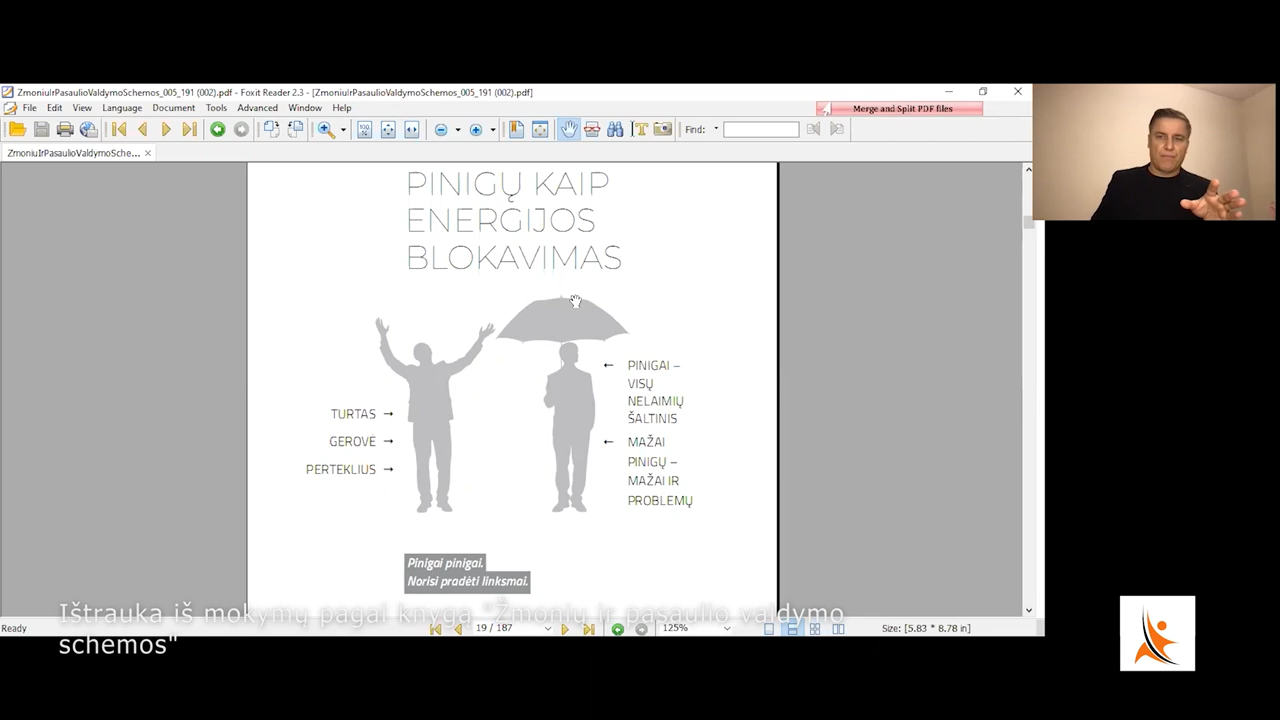 ZmoniuIrPasaulioValdymoSchemos_005_191 (002).pdf - Foxit Reader 2.3 - [ZmoniuIrPasaulioValdymoSchemos_005_191 (002).pdf]
File Edit View Language Document Tools Advanced Window Help
Merge and Split PDF files
Find:
ZmoniuIrPasaulioValdymoSche...
PINIGŲ KAIP
ENERGIJOS
BLOKAVIMAS
TURTAS →
GEROVĖ →
PERTEKLIUS →
← PINIGAI –
VISŲ
NELAIMIŲ
ŠALTINIS
← MAŽAI
PINIGŲ –
MAŽAI IR
PROBLEMŲ
Pinigai pinigai.
Norisi pradėti linksmai.
Ištrauka iš mokymų pagal knygą "Žmonių ir pasaulio valdymo
schemos"
Ready
19 / 187
125%
Size: [5.83 * 8.78 in]